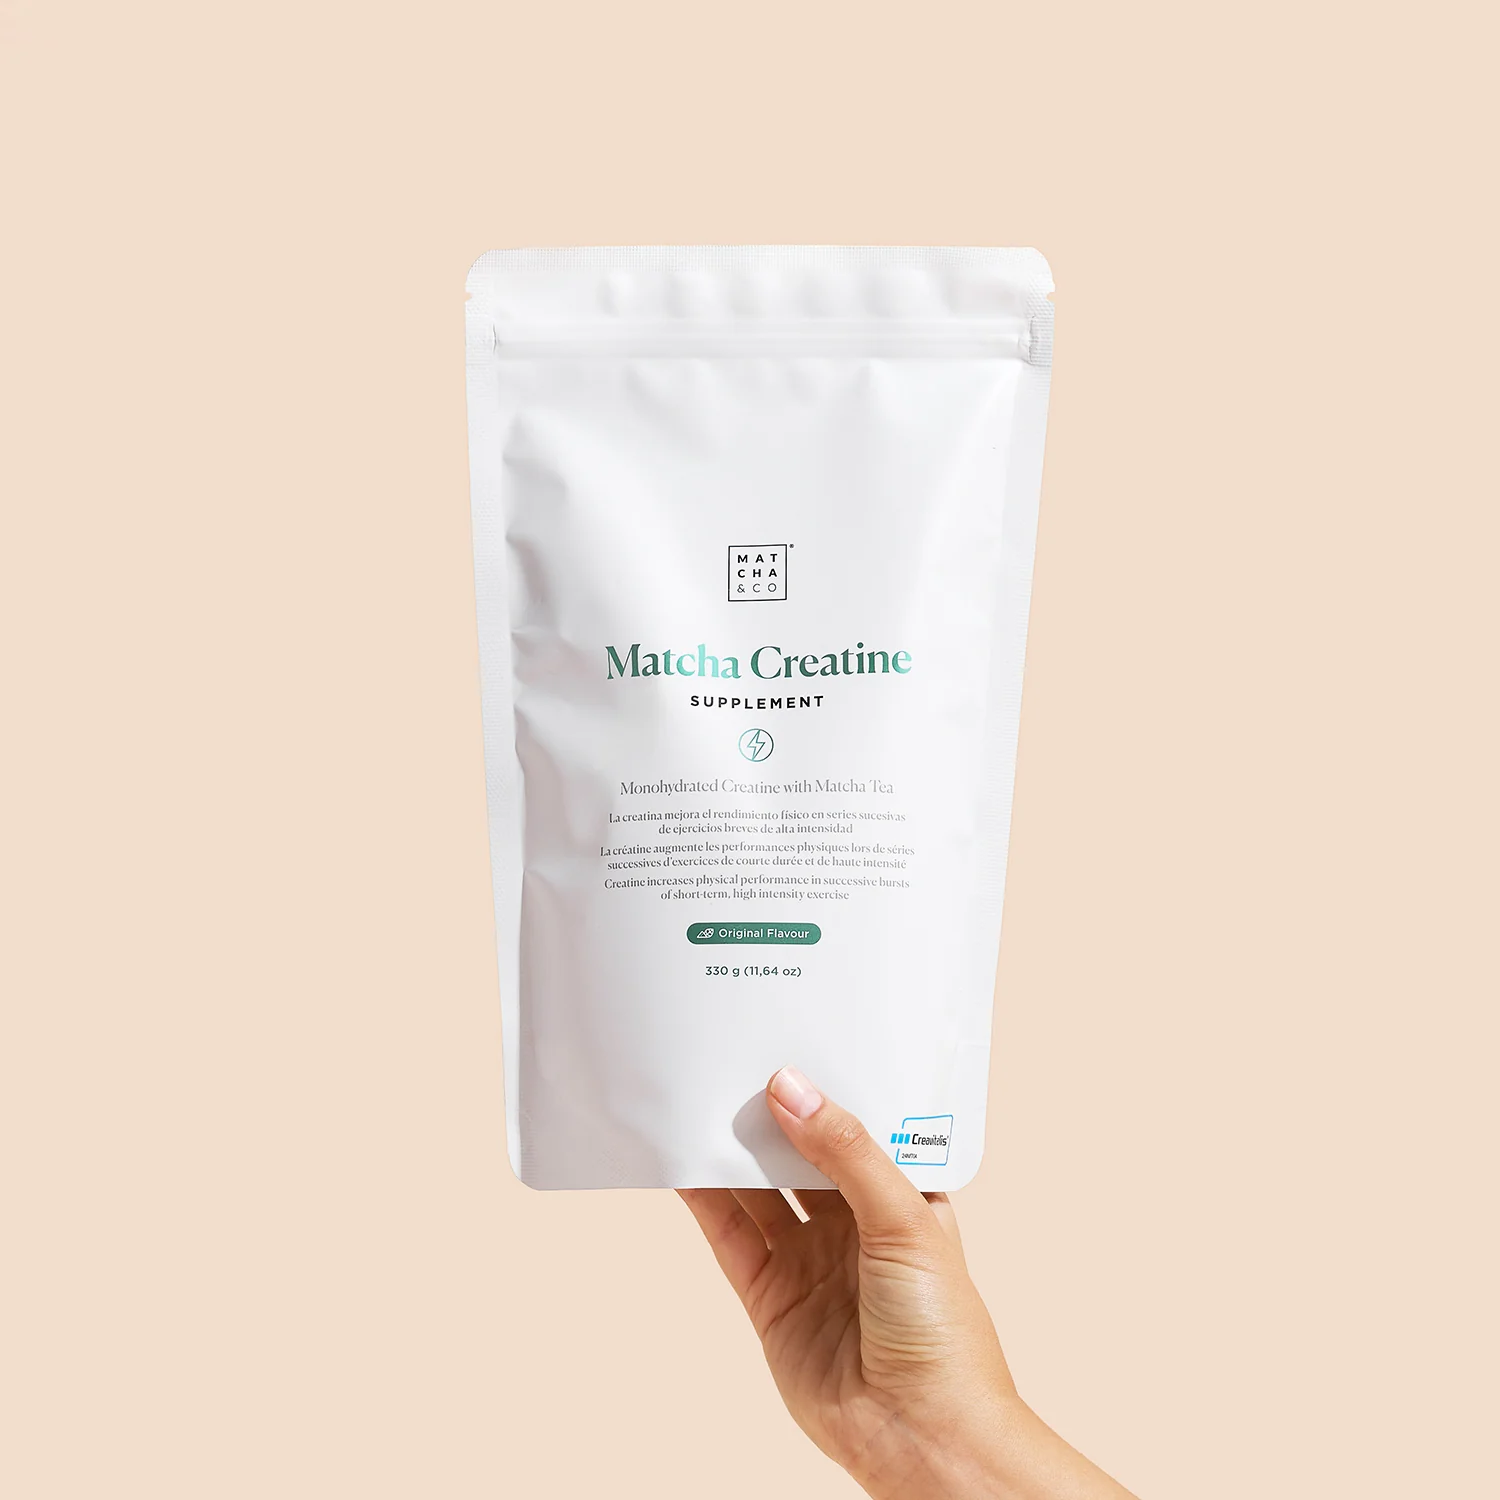 MAT
CHA
&CO
®
Matcha Creatine
SUPPLEMENT
Monohydrated Creatine with Matcha Tea
La creatina mejora el rendimiento físico en series sucesivas
de ejercicios breves de alta intensidad
La créatine augmente les performances physiques lors de séries
successives d'exercices de courte durée et de haute intensité
Creatine increases physical performance in successive bursts
of short-term, high intensity exercise
Original Flavour
330 g (11,64 oz)
Creavitalis®